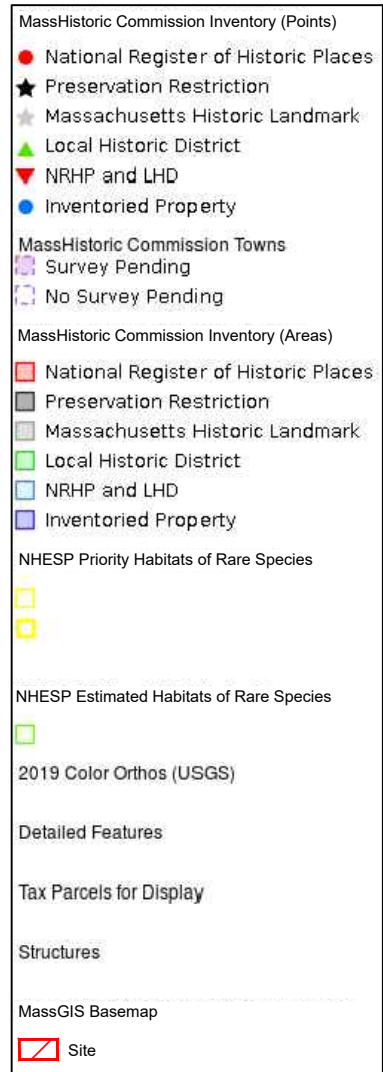 MassHistoric Commission Inventory (Points)
National Register of Historic Places
Preservation Restriction
Massachusetts Historic Landmark
Local Historic District
NRHP and LHD
Inventoried Property
MassHistoric Commission Towns
Survey Pending
No Survey Pending
MassHistoric Commission Inventory (Areas)
National Register of Historic Places
Preservation Restriction
Massachusetts Historic Landmark
Local Historic District
NRHP and LHD
Inventoried Property
NHESP Priority Habitats of Rare Species
NHESP Estimated Habitats of Rare Species
2019 Color Orthos (USGS)
Detailed Features
Tax Parcels for Display
Structures
MassGIS Basemap
Site